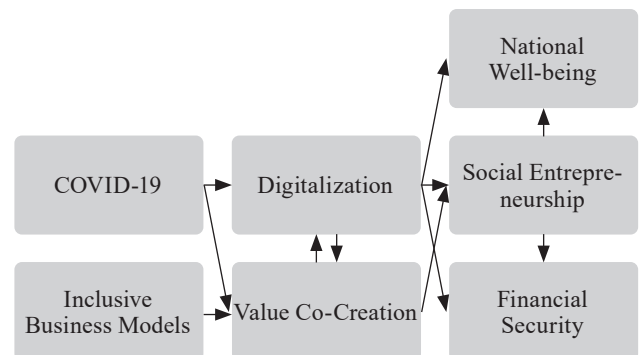 National
Well-being
COVID-19
Digitalization
Social Entrepre-
neurship
Inclusive
Business Models
Value Co-Creation
Financial
Security